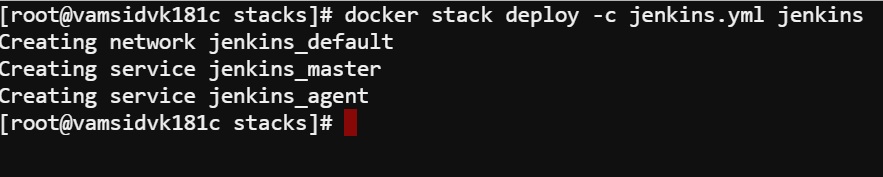 [root@vamsidvk181c stacks]# docker stack deploy -c jenkins.yml jenkins
Creating network jenkins_default
Creating service jenkins_master
Creating service jenkins_agent
[root@vamsidvk181c stacks]#